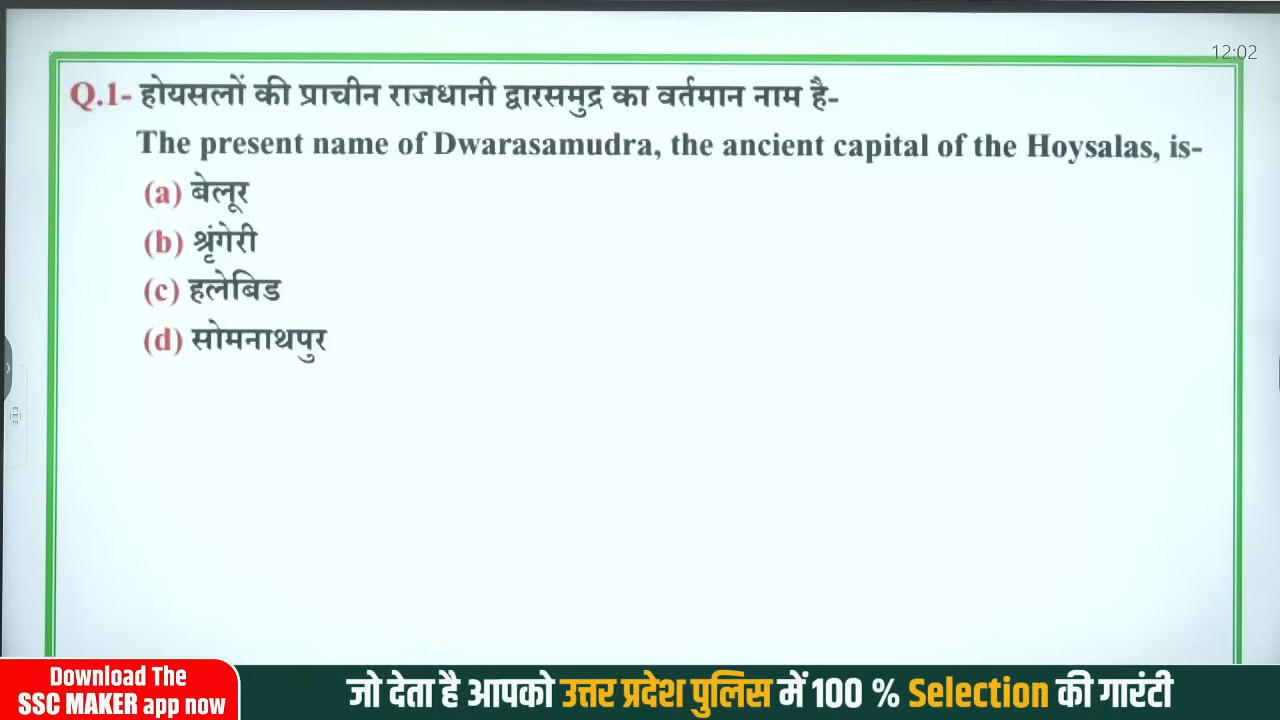 12:02
Q.1- होयसलों की प्राचीन राजधानी द्वारसमुद्र का वर्तमान नाम है-
The present name of Dwarasamudra, the ancient capital of the Hoysalas, is-
(a) बेलूर
(b) श्रृंगेरी
(c) हलेबिड
(d) सोमनाथपुर
Download The
SSC MAKER app now
जो देता है आपको उत्तर प्रदेश पुलिस में 100 % Selection की गारंटी